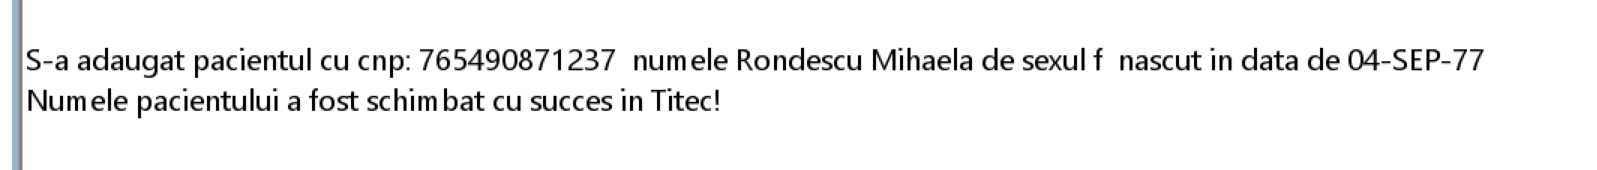 S-a adaugat pacientul cu cnp: 765490871237 numele Rondescu Mihaela de sexul f nascut in data de 04-SEP-77
Numele pacientului a fost schimbat cu succes in Titec!